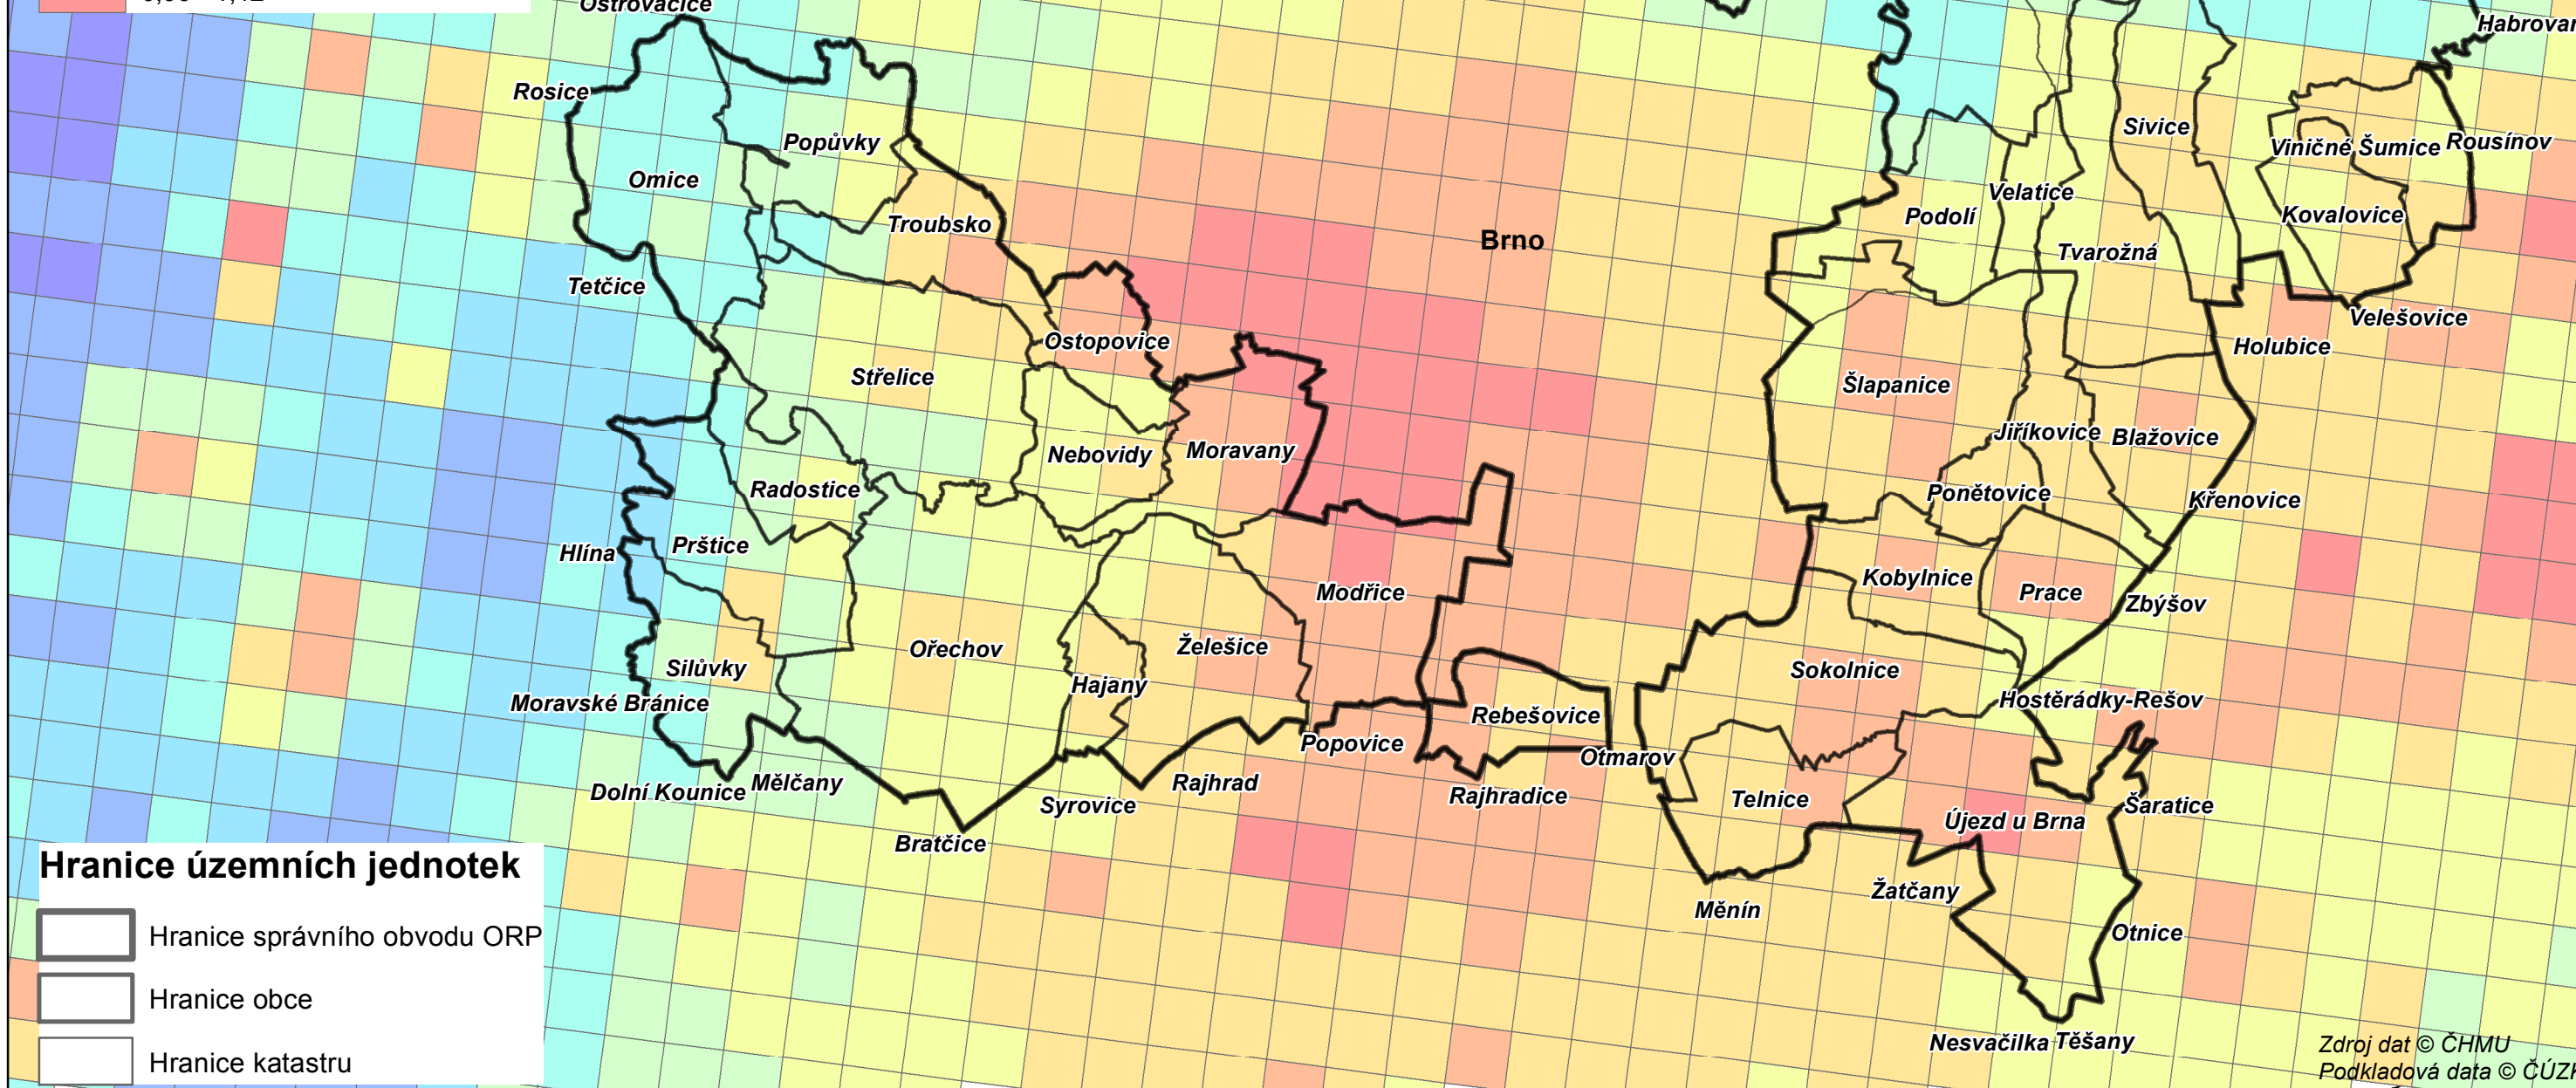 Ostrovačice
Habrovan
Rosice
Sivice
Popůvky
Viničné Šumice
Rousínov
Omice
Velatice
Podolí
Kovalovice
Troubsko
Brno
Tvarožná
Tetčice
Velešovice
Ostopovice
Holubice
Střelice
Šlapanice
Jiříkovice
Blažovice
Nebovidy
Moravany
Radostice
Ponětovice
Křenovice
Prštice
Hlína
Kobylnice
Modřice
Prace
Zbýšov
Ořechov
Želešice
Silůvky
Sokolnice
Hajany
Moravské Bránice
Hostěrádky-Rešov
Rebešovice
Popovice
Otmarov
Rajhrad
Mělčany
Dolní Kounice
Rajhradice
Telnice
Syrovice
Šaratice
Újezd u Brna
Bratčice
Žatčany
Měnín
Otnice
Nesvačilka
Těšany
Hranice územních jednotek
Hranice správního obvodu ORP
Hranice obce
Hranice katastru
Zdroj dat © ČHMU
Podkladová data ©